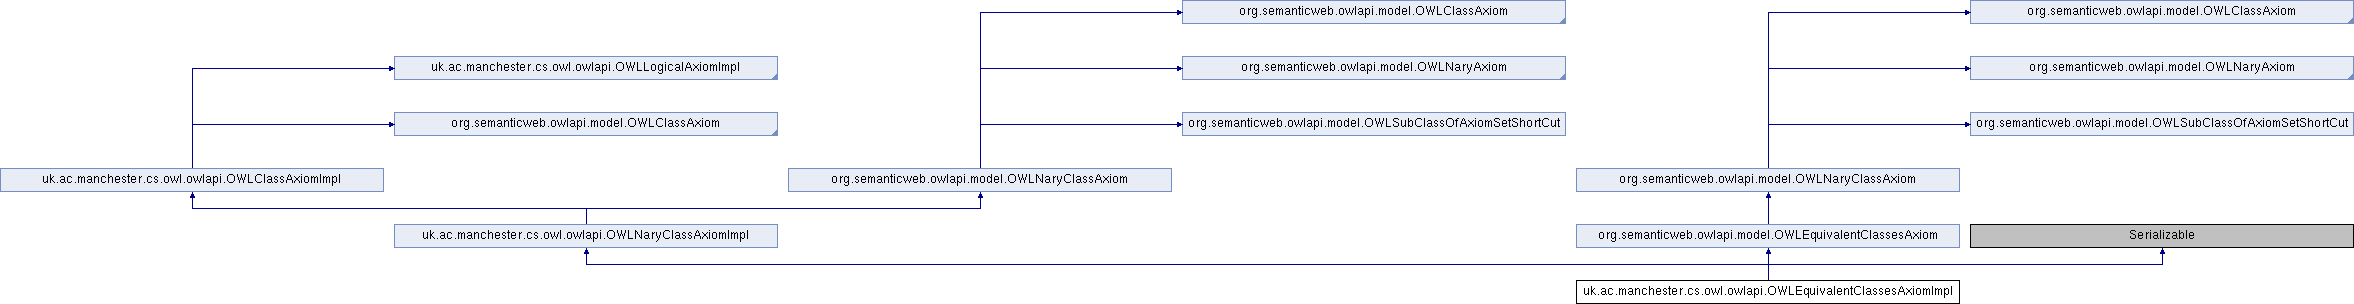 org.semanticweb.owlapi.model.OWLClassAxiom
org.semanticweb.owlapi.model.OWLClassAxiom
uk.ac.manchester.cs.owl.owlapi.OWLLogicalAxiomImpl
org.semanticweb.owlapi.model.OWLNaryAxiom
org.semanticweb.owlapi.model.OWLNaryAxiom
org.semanticweb.owlapi.model.OWLClassAxiom
org.semanticweb.owlapi.model.OWLSubClassOfAxiomSetShortCut
org.semanticweb.owlapi.model.OWLSubClassOfAxiomSetShortCut
uk.ac.manchester.cs.owl.owlapi.OWLClassAxiomImpl
org.semanticweb.owlapi.model.OWLNaryClassAxiom
org.semanticweb.owlapi.model.OWLNaryClassAxiom
uk.ac.manchester.cs.owl.owlapi.OWLNaryClassAxiomImpl
org.semanticweb.owlapi.model.OWLEquivalentClassesAxiom
Serializable
uk.ac.manchester.cs.owl.owlapi.OWLEquivalentClassesAxiomImpl